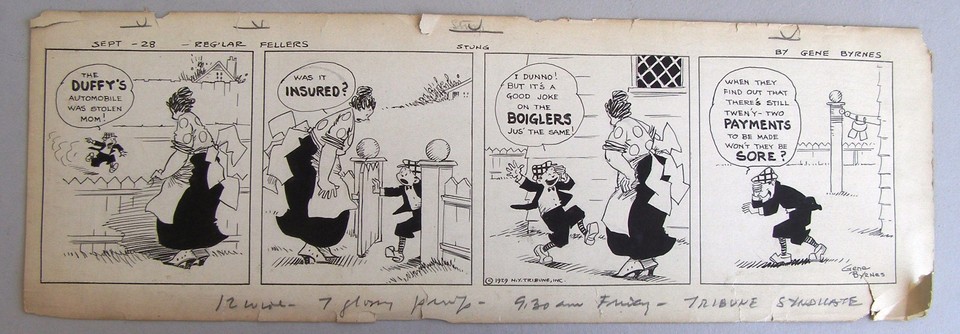 SEPT - 28 - REG'LAR FELLERS
STUNG
BY GENE BYRNES
THE
DUFFY'S
AUTOMOBILE
WAS STOLEN
MOM!
WAS IT
INSURED?
I DUNNO!
BUT IT'S A
GOOD JOKE
ON THE
BOIGLERS
JUS' THE SAME!
© 1929 N.Y. TRIBUNE, INC.
WHEN THEY
FIND OUT THAT
THERE'S STILL
TWEN'Y-TWO
PAYMENTS
TO BE MADE
WON'T THEY BE
SORE?
Gene
BYRNES
7 glossy 9:30 am Friday - TRIBUNE SYNDICATE